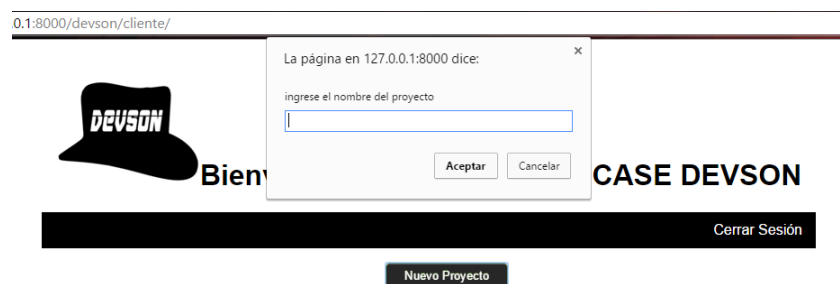 .0.1:8000/devson/cliente/
La página en 127.0.0.1:8000 dice:
ingrese el nombre del proyecto
Aceptar Cancelar
DEVSON
Bienv CASE DEVSON
Cerrar Sesión
Nuevo Proyecto